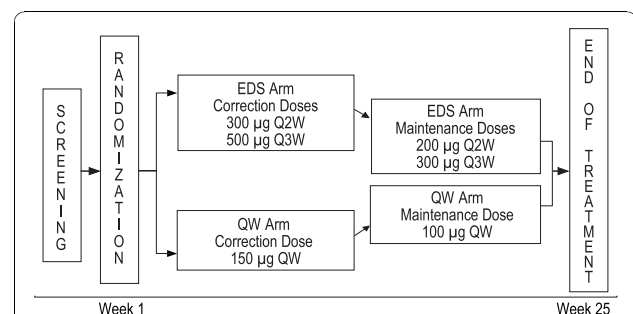 SCREENING
RANDOMIZATION
EDS Arm
Correction Doses
300 µg Q2W
500 µg Q3W
EDS Arm
Maintenance Doses
200 µg Q2W
300 µg Q3W
QW Arm
Correction Dose
150 µg QW
QW Arm
Maintenance Dose
100 µg QW
END OF TREATMENT
Week 1
Week 25